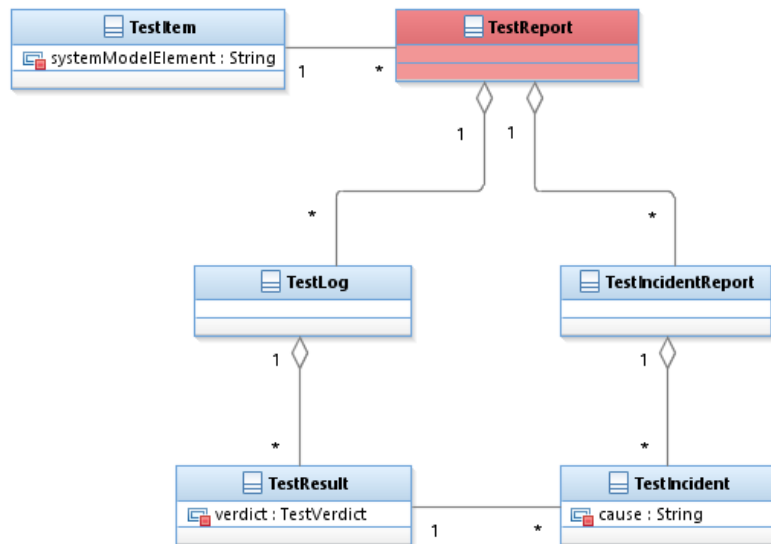 TestItem
systemModelElement : String
TestReport
1
*
1
1
*
*
TestLog
TestIncidentReport
1
1
*
*
TestResult
verdict : TestVerdict
TestIncident
cause : String
1
*